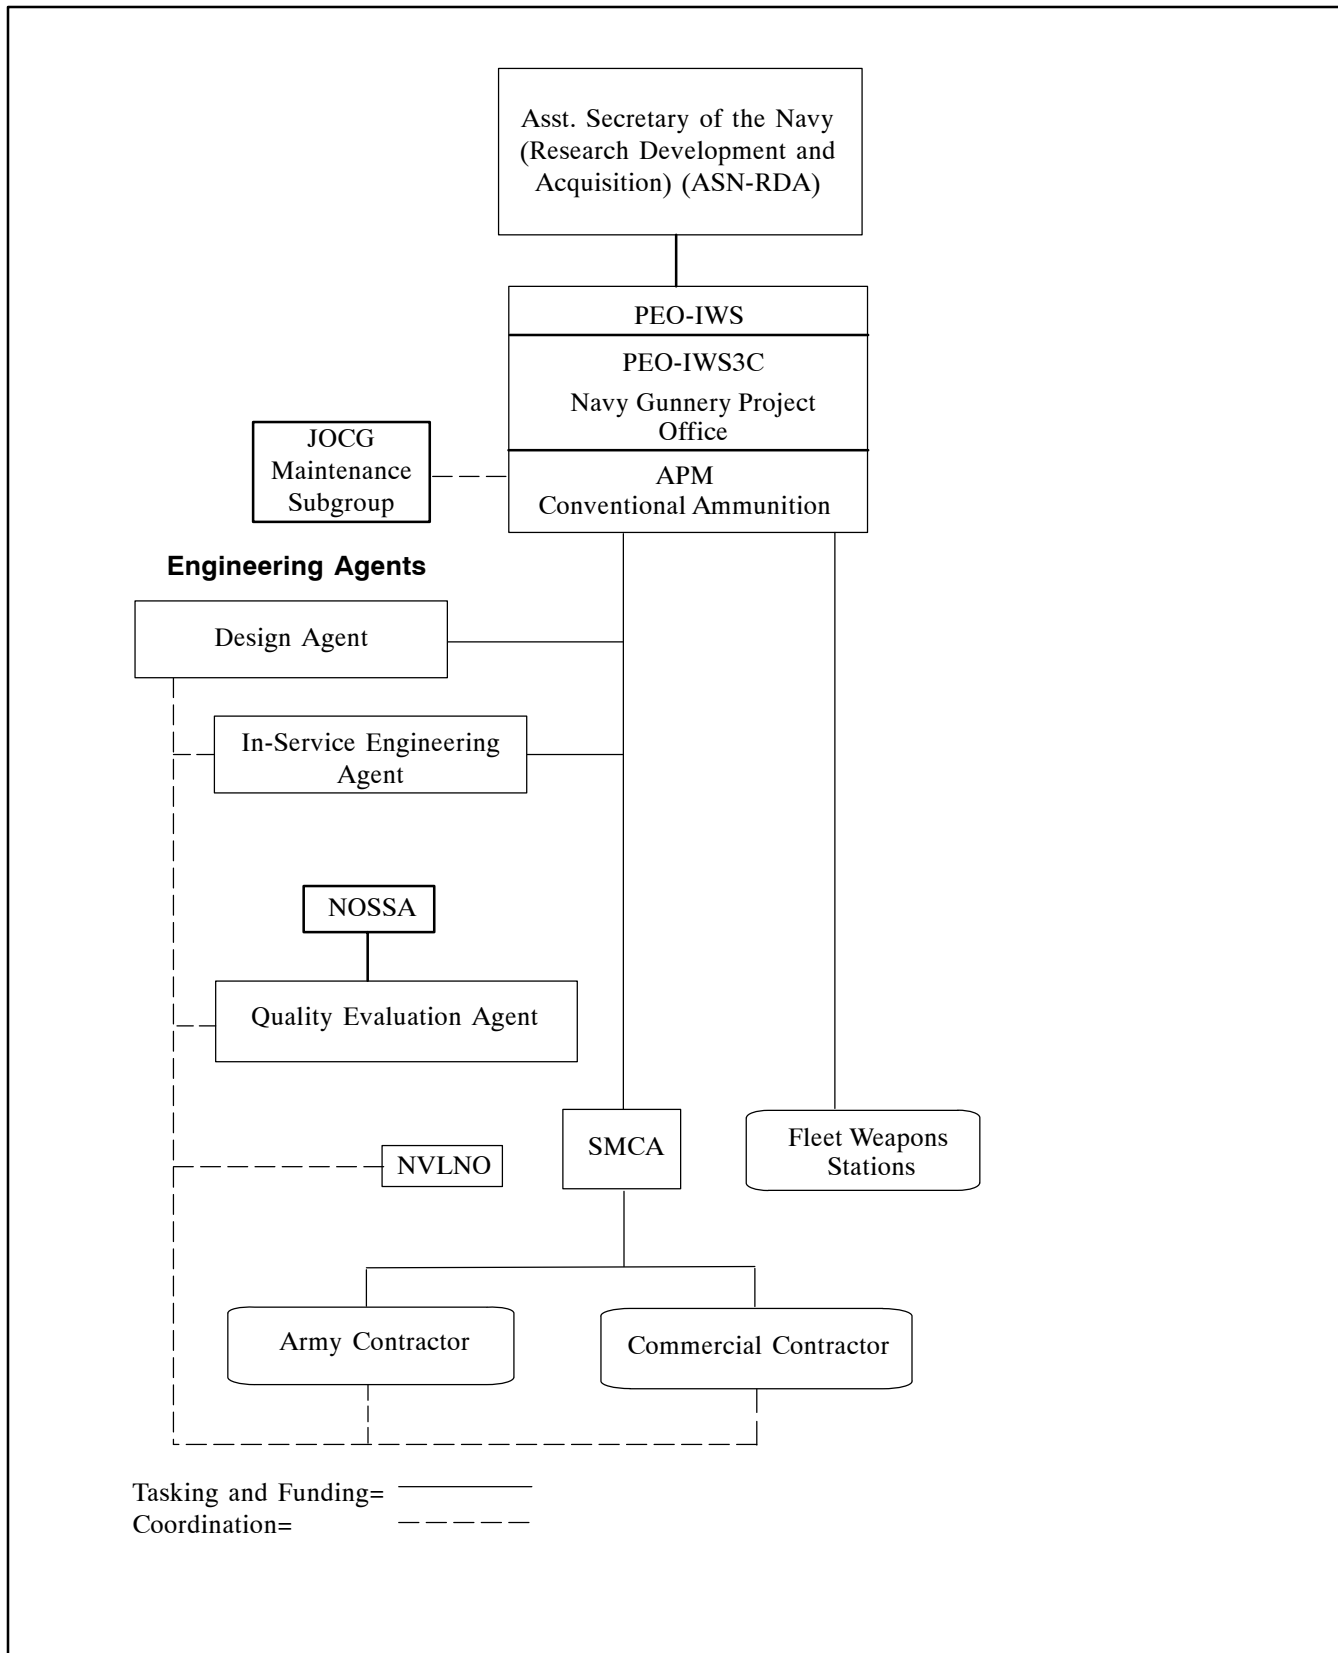 Asst. Secretary of the Navy
(Research Development and
Acquisition) (ASN-RDA)
PEO-IWS
PEO-IWS3C
Navy Gunnery Project
Office
JOCG
Maintenance
Subgroup
APM
Conventional Ammunition
Engineering Agents
Design Agent
In-Service Engineering
Agent
NOSSA
Quality Evaluation Agent
SMCA
Fleet Weapons
Stations
NVLNO
Army Contractor
Commercial Contractor
Tasking and Funding=
Coordination=